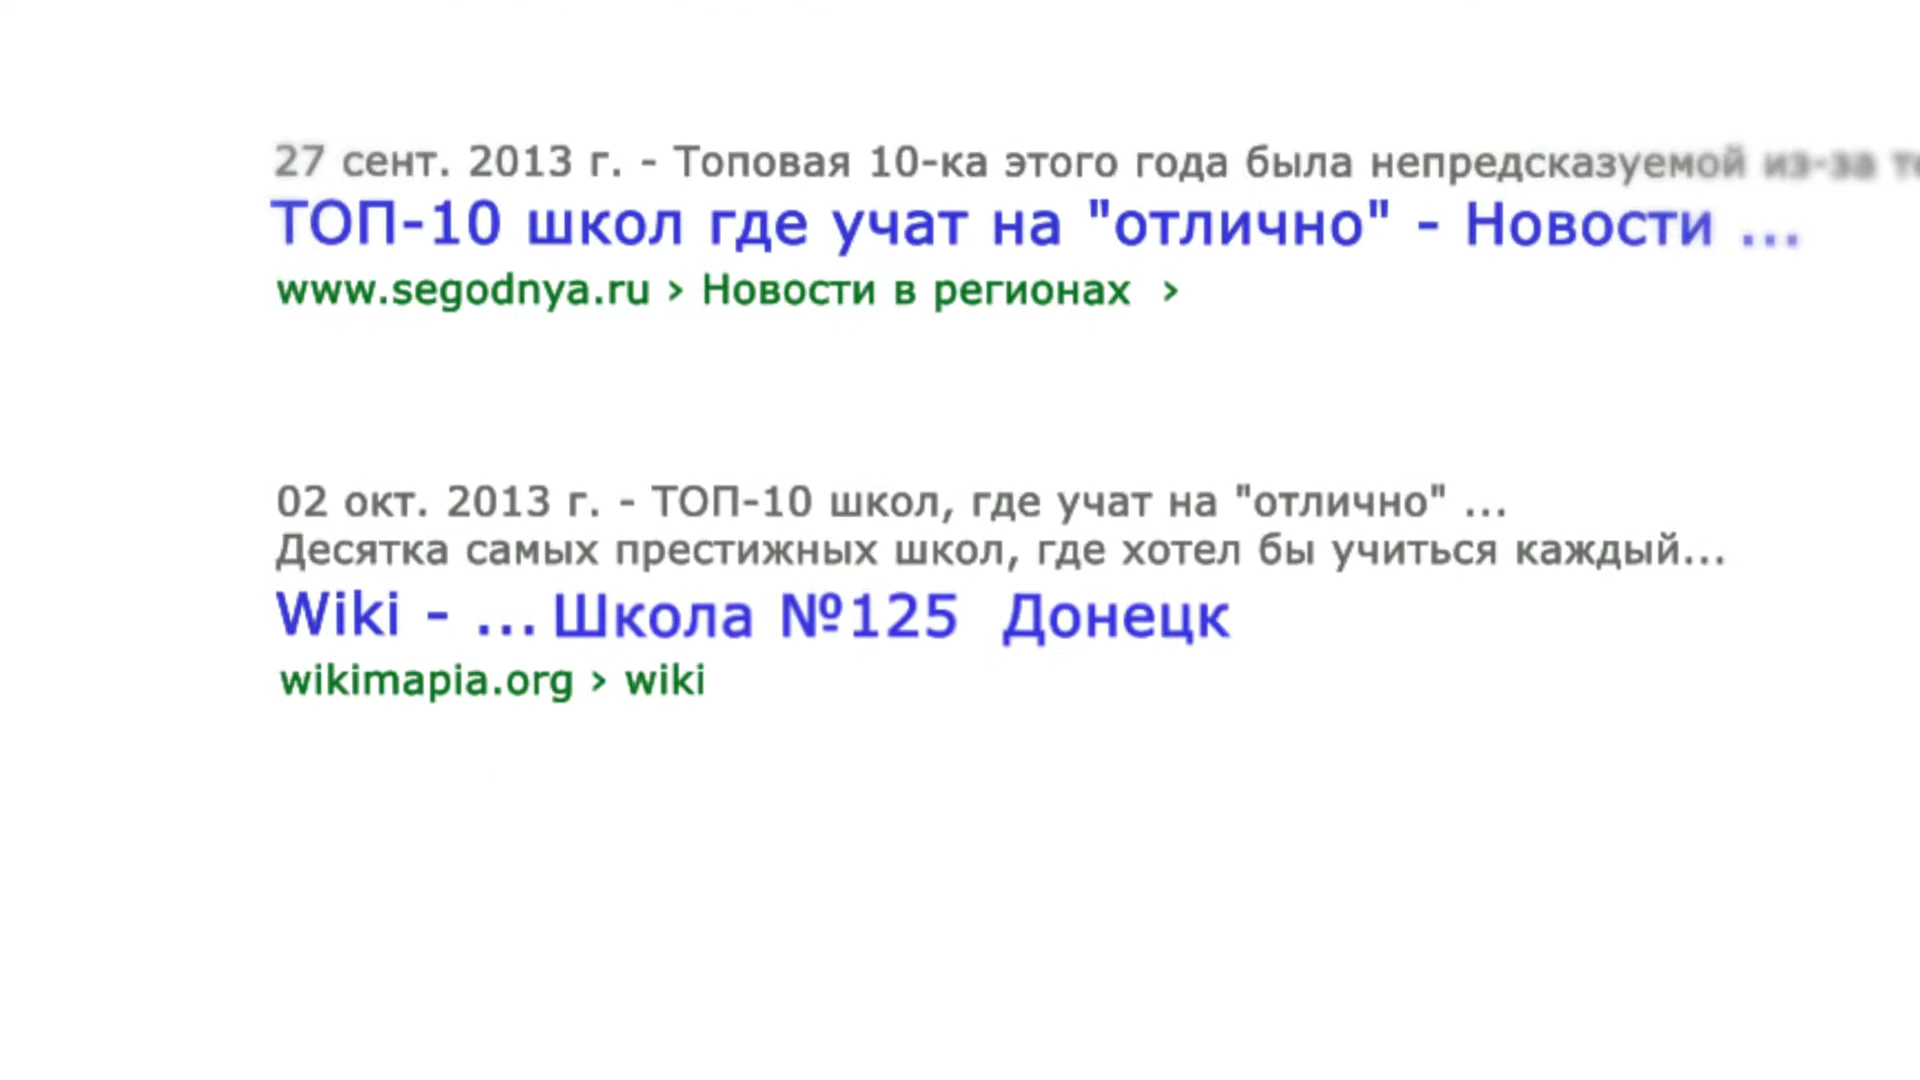 27 сент. 2013 г. - Топовая 10-ка этого года была непредсказуемой из-за
ТОП-10 школ где учат на "отлично" - Новости ...
www.segodnya.ru › Новости в регионах ›
02 окт. 2013 г. - ТОП-10 школ, где учат на "отлично" ...
Десятка самых престижных школ, где хотел бы учиться каждый...
Wiki - ... Школа №125 Донецк
wikimapia.org › wiki